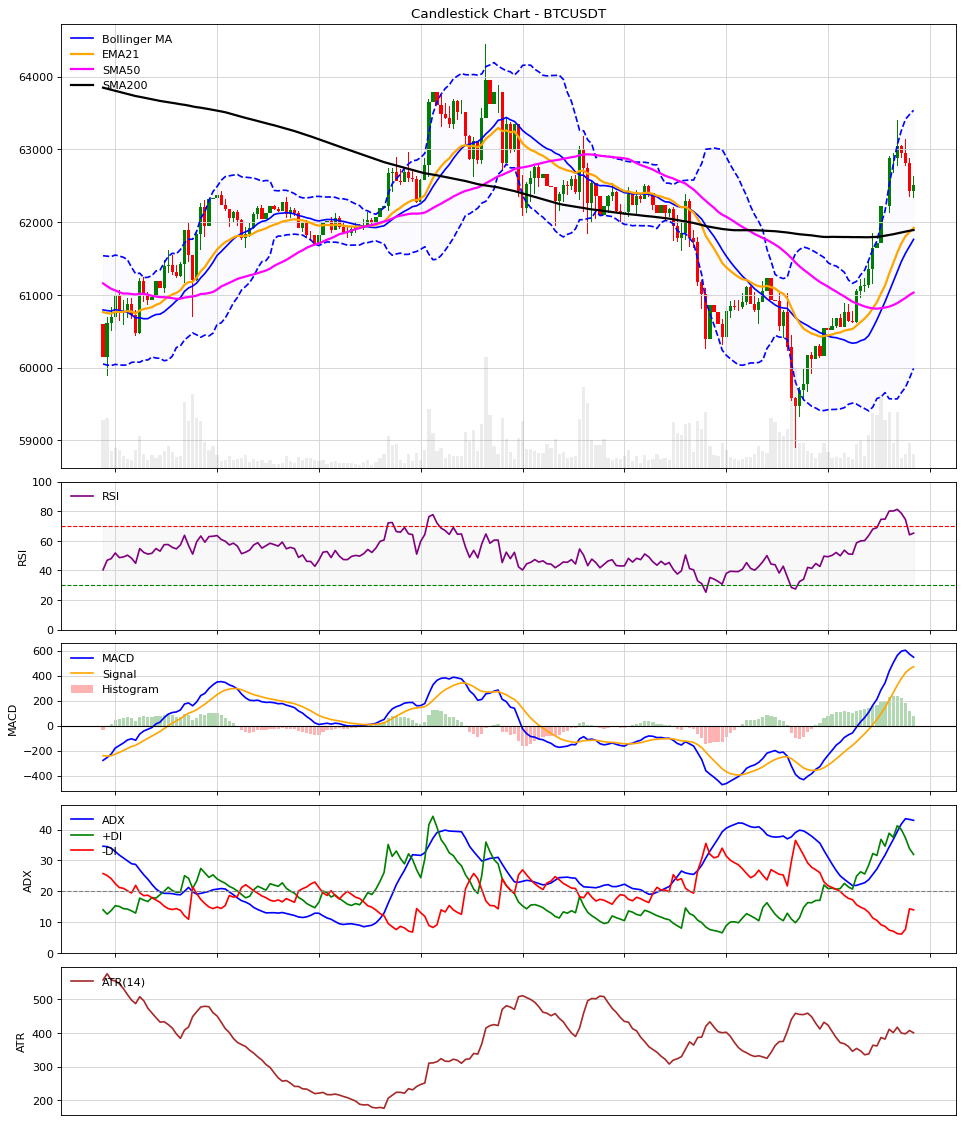 Candlestick Chart - BTCUSDT
Bollinger MA
EMA21
SMA50
SMA200
64000
63000
62000
61000
60000
59000
RSI
100
80
60
40
20
0
RSI
MACD
Signal
Histogram
600
400
200
0
−200
−400
MACD
ADX
+DI
-DI
40
30
20
10
0
ADX
ATR(14)
500
400
300
200
ATR